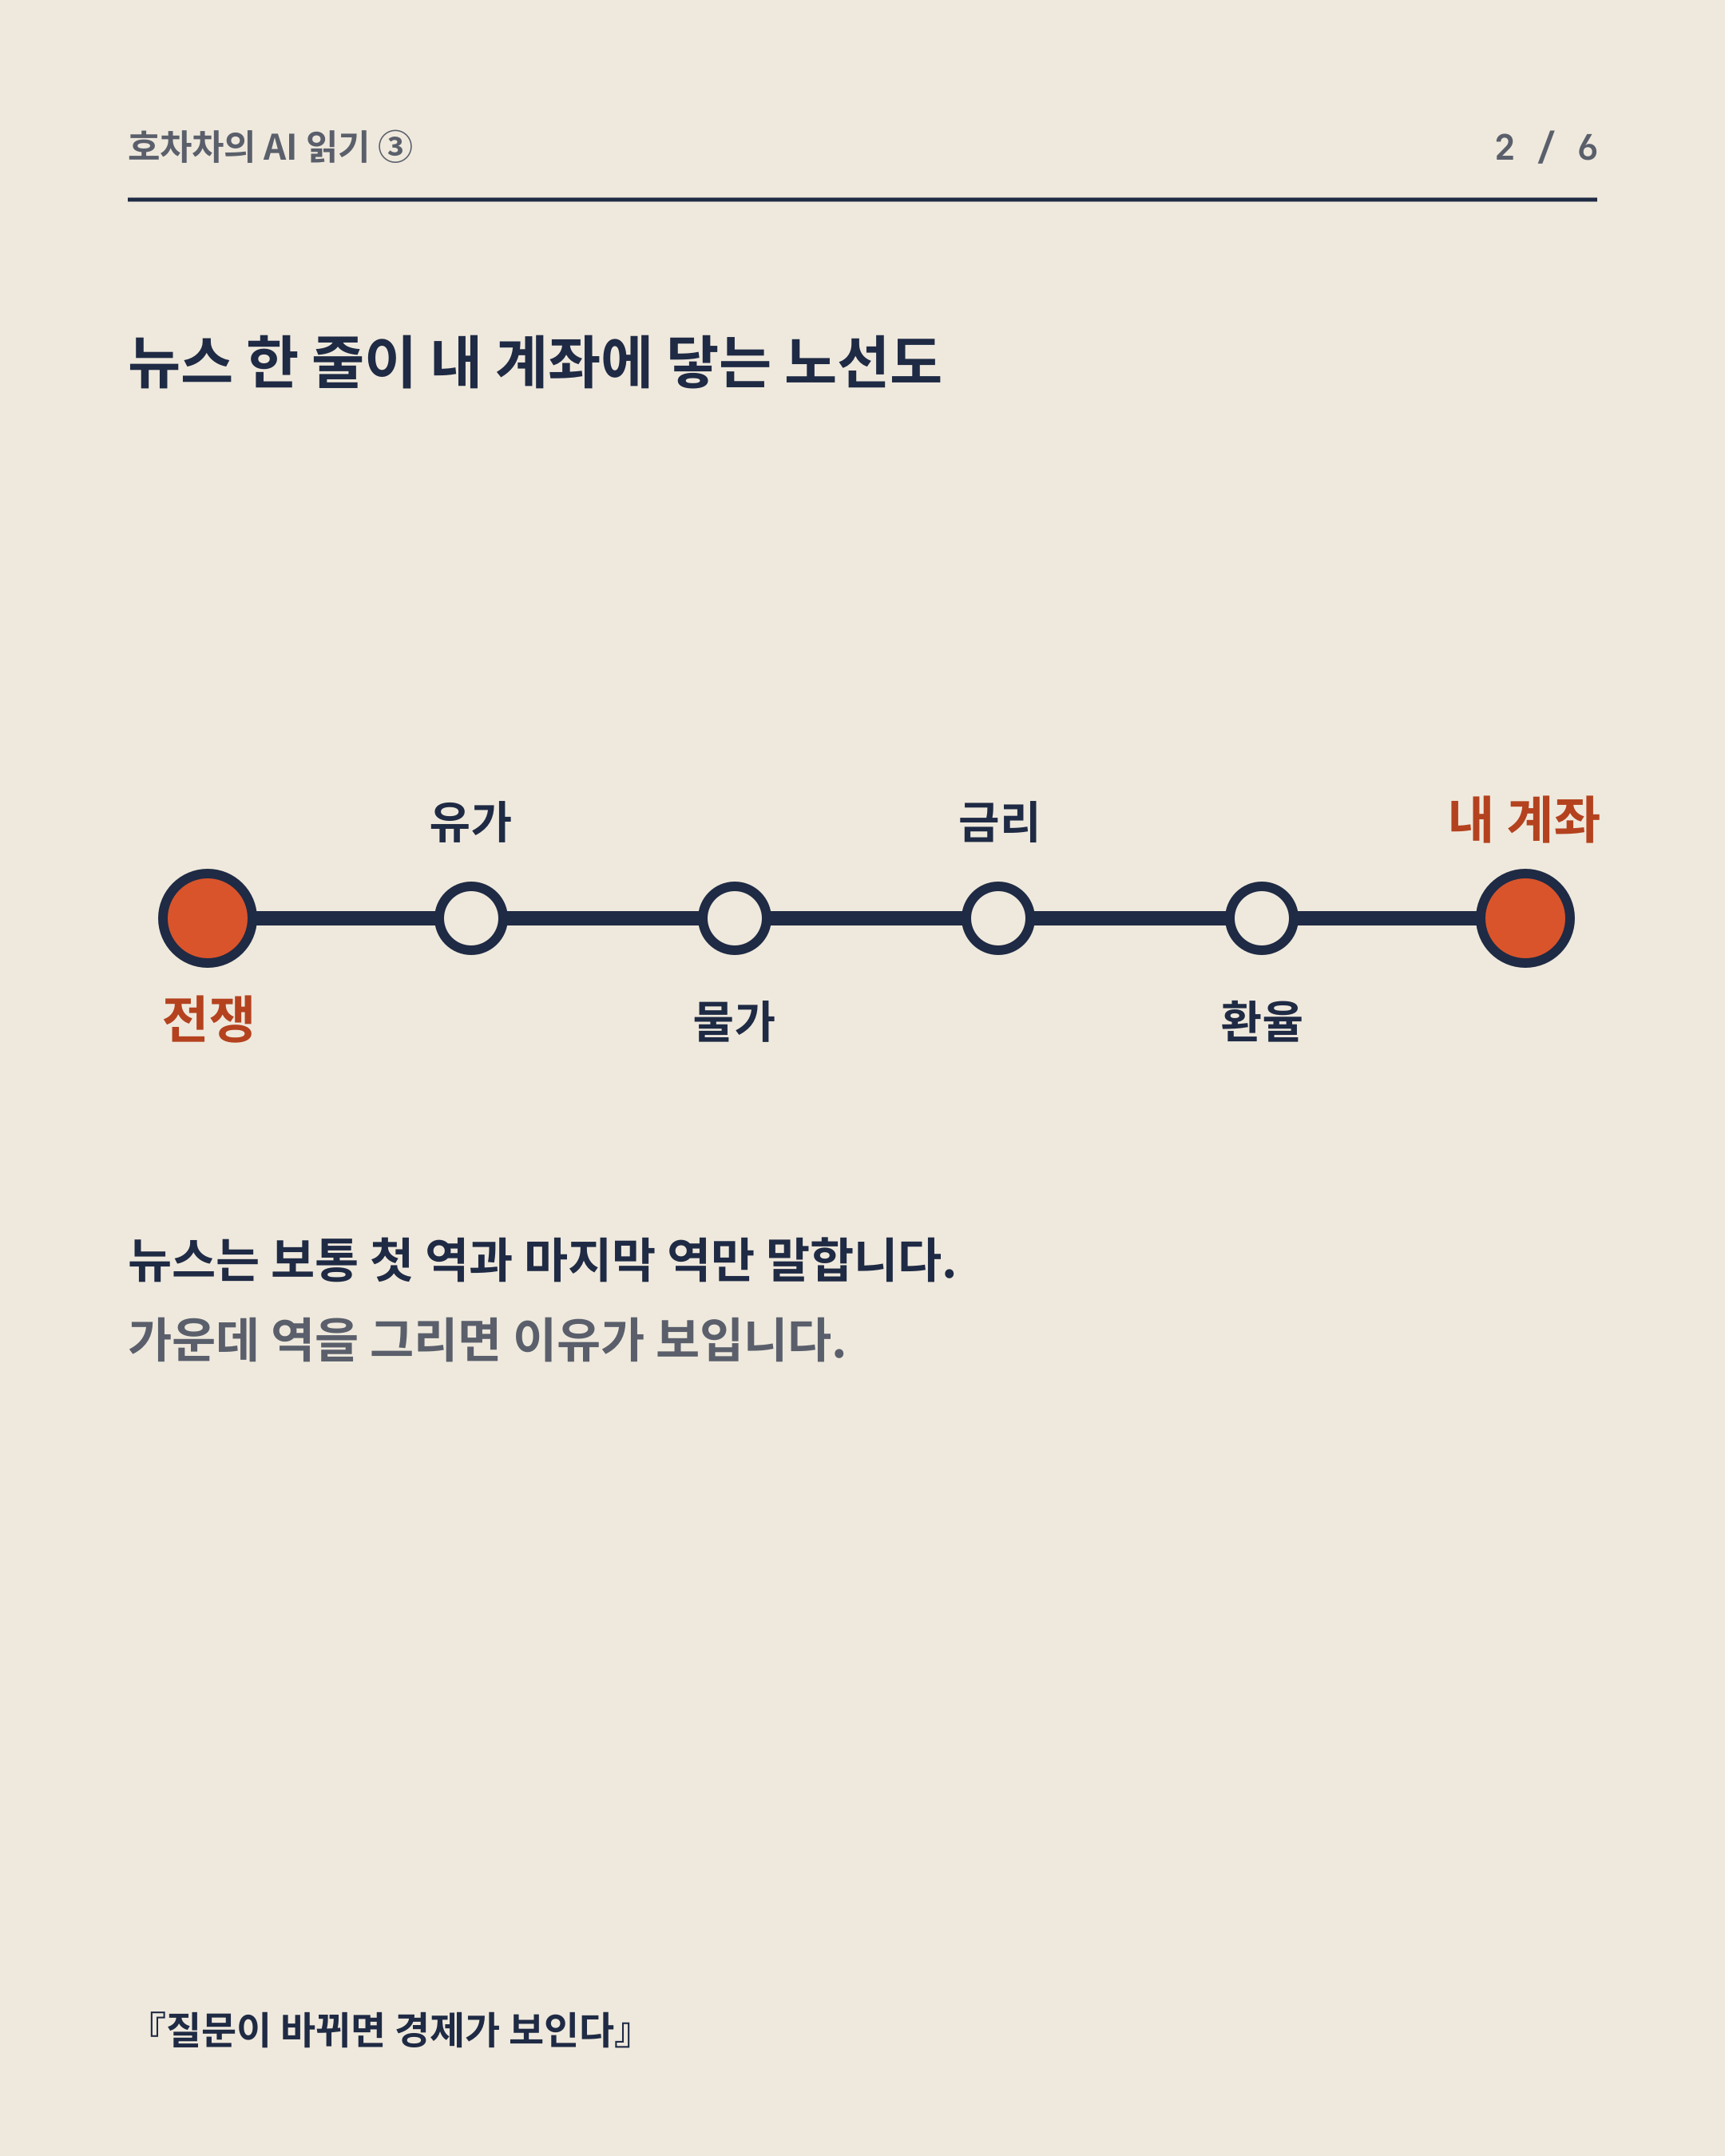 호차차의 AI 읽기 ③
2 / 6
뉴스 한 줄이 내 계좌에 닿는 노선도
유가
금리
내 계좌
전쟁
물가
환율
뉴스는 보통 첫 역과 마지막 역만 말합니다.
가운데 역을 그리면 이유가 보입니다.
『질문이 바뀌면 경제가 보인다』